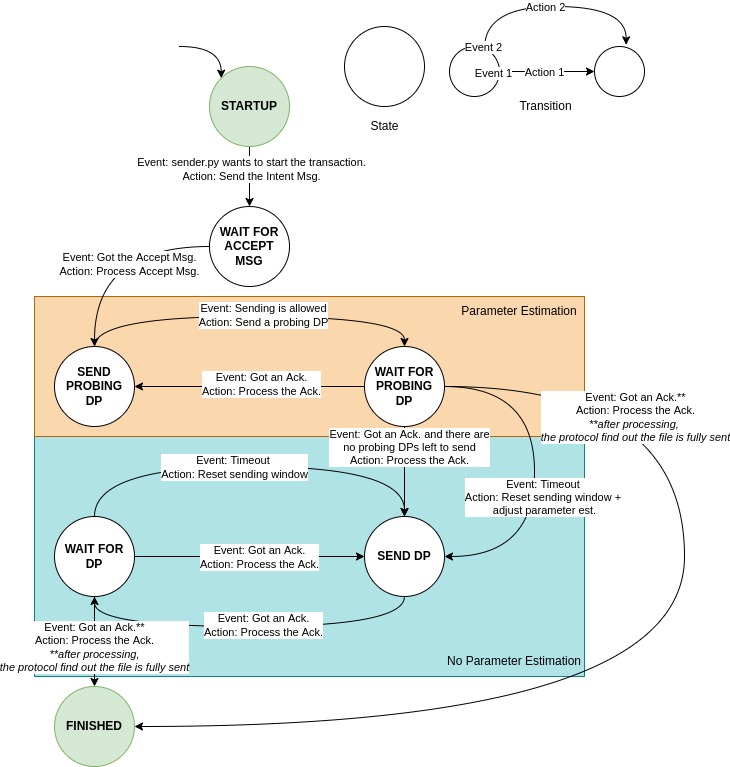 Action 2
Event 2
Event 1
Action 1
Transition
State
STARTUP
Event: sender.py wants to start the transaction.
Action: Send the Intent Msg.
WAIT FOR
ACCEPT
MSG
Event: Got the Accept Msg.
Action: Process Accept Msg.
Parameter Estimation
Event: Sending is allowed
Action: Send a probing DP
SEND
PROBING
DP
Event: Got an Ack.
Action: Process the Ack.
WAIT FOR
PROBING
DP
Event: Got an Ack.**
Action: Process the Ack.
**after processing,
the protocol find out the file is fully sent
Event: Got an Ack. and there are
no probing DPs left to send
Action: Process the Ack.
Event: Timeout
Action: Reset sending window
Event: Timeout
Action: Reset sending window +
adjust parameter est.
WAIT FOR
DP
Event: Got an Ack.
Action: Process the Ack.
SEND DP
Event: Got an Ack.
Action: Process the Ack.
Event: Got an Ack.**
Action: Process the Ack.
**after processing,
the protocol find out the file is fully sent
No Parameter Estimation
FINISHED